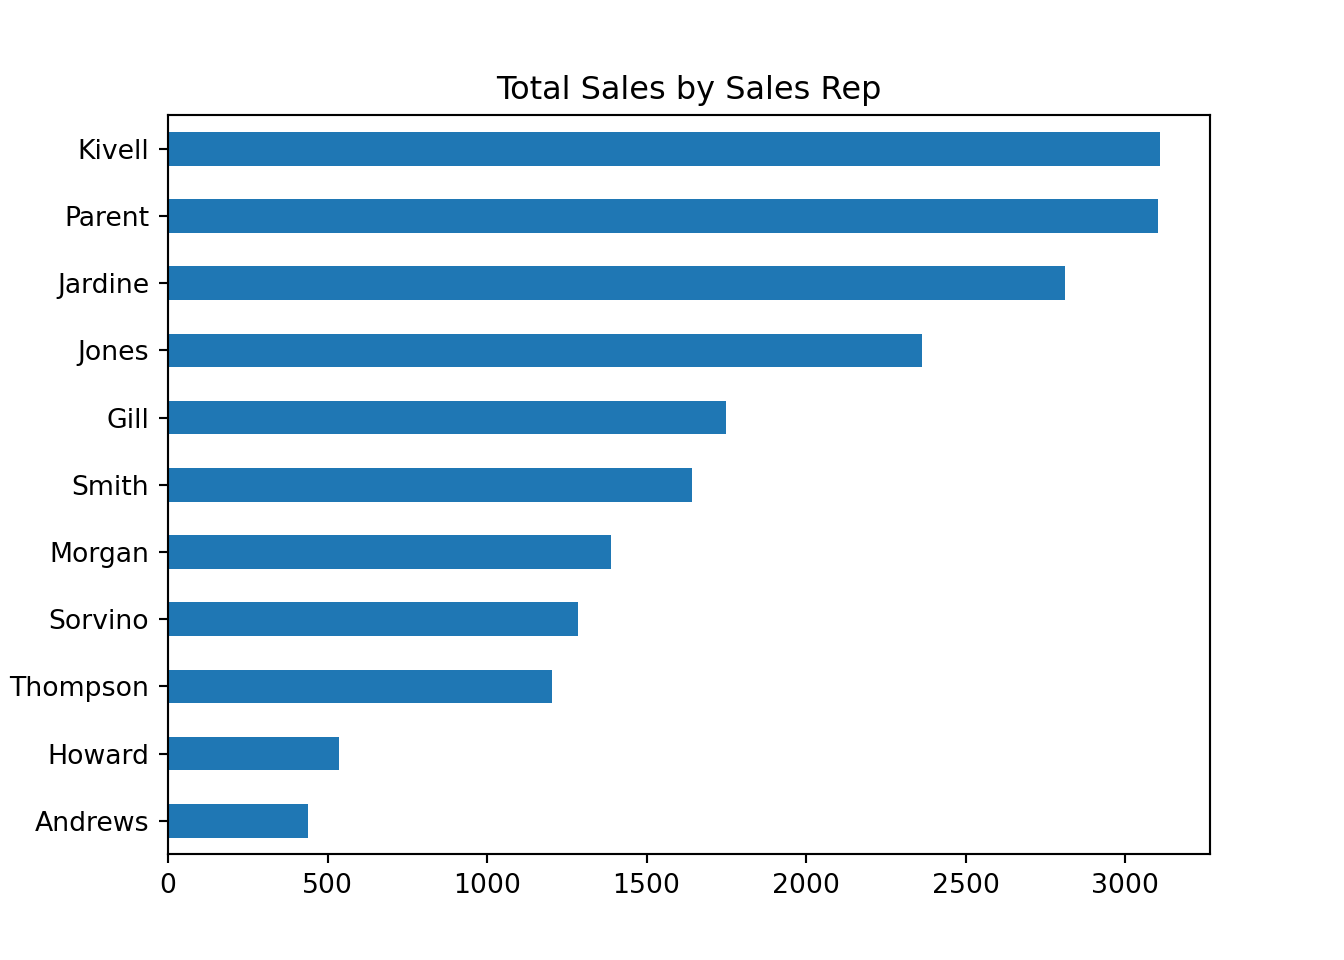 Total Sales by Sales Rep
Kivell
Parent
Jardine
Jones
Gill
Smith
Morgan
Sorvino
Thompson
Howard
Andrews
0 500 1000 1500 2000 2500 3000